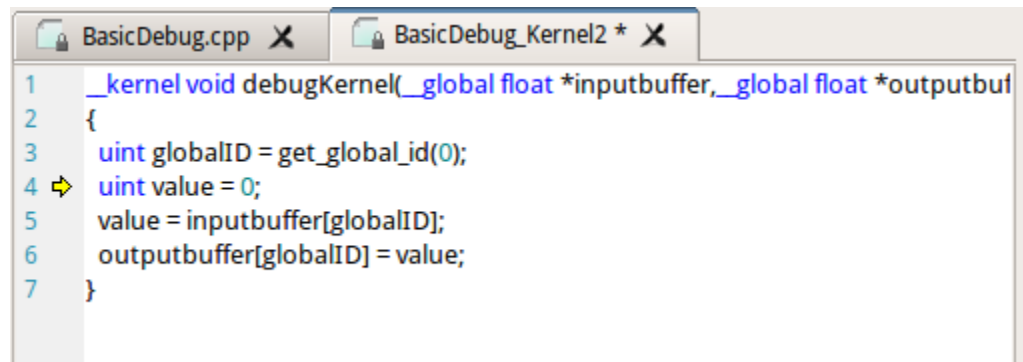 BasicDebug.cpp BasicDebug_Kernel2 *
1 __kernel void debugKernel(__global float *inputbuffer,__global float *outputbuf
2 {
3 uint globalID = get_global_id(0);
4 uint value = 0;
5 value = inputbuffer[globalID];
6 outputbuffer[globalID] = value;
7 }